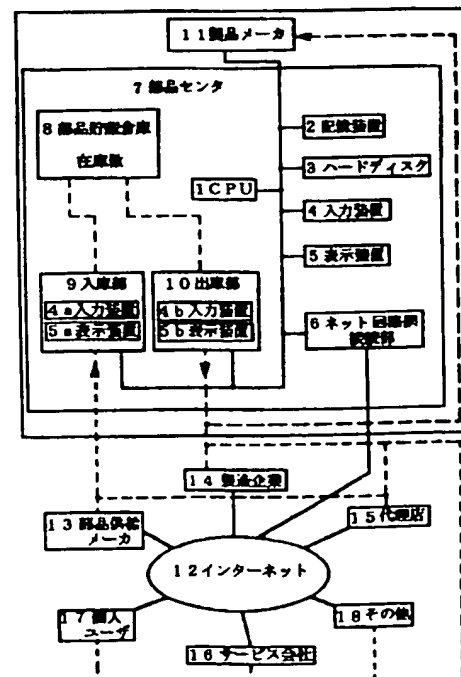 11製品メーカ
7部品センタ
8部品貯蔵倉庫
在庫数
2記憶装置
3ハードディスク
1CPU
4入力装置
5表示装置
9入庫部
4a入力装置
5a表示装置
10出庫部
4b入力装置
5b表示装置
6ネット回路網
接続部
14製造企業
13部品供給
メーカ
15代理店
12インターネット
17個人
ユーザ
18その他
16サービス会社